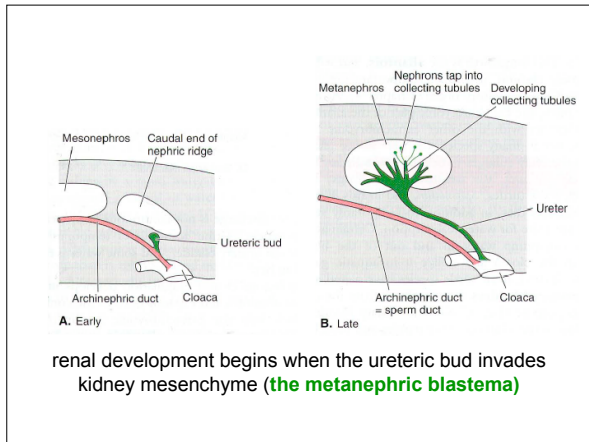 Mesonephros
Caudal end of
nephric ridge
Ureteric bud
Archinephric duct
Cloaca
A. Early
Metanephros
Nephrons tap into
collecting tubules
Developing
collecting tubules
Ureter
Archinephric duct
= sperm duct
Cloaca
B. Late
renal development begins when the ureteric bud invades
kidney mesenchyme (the metanephric blastema)